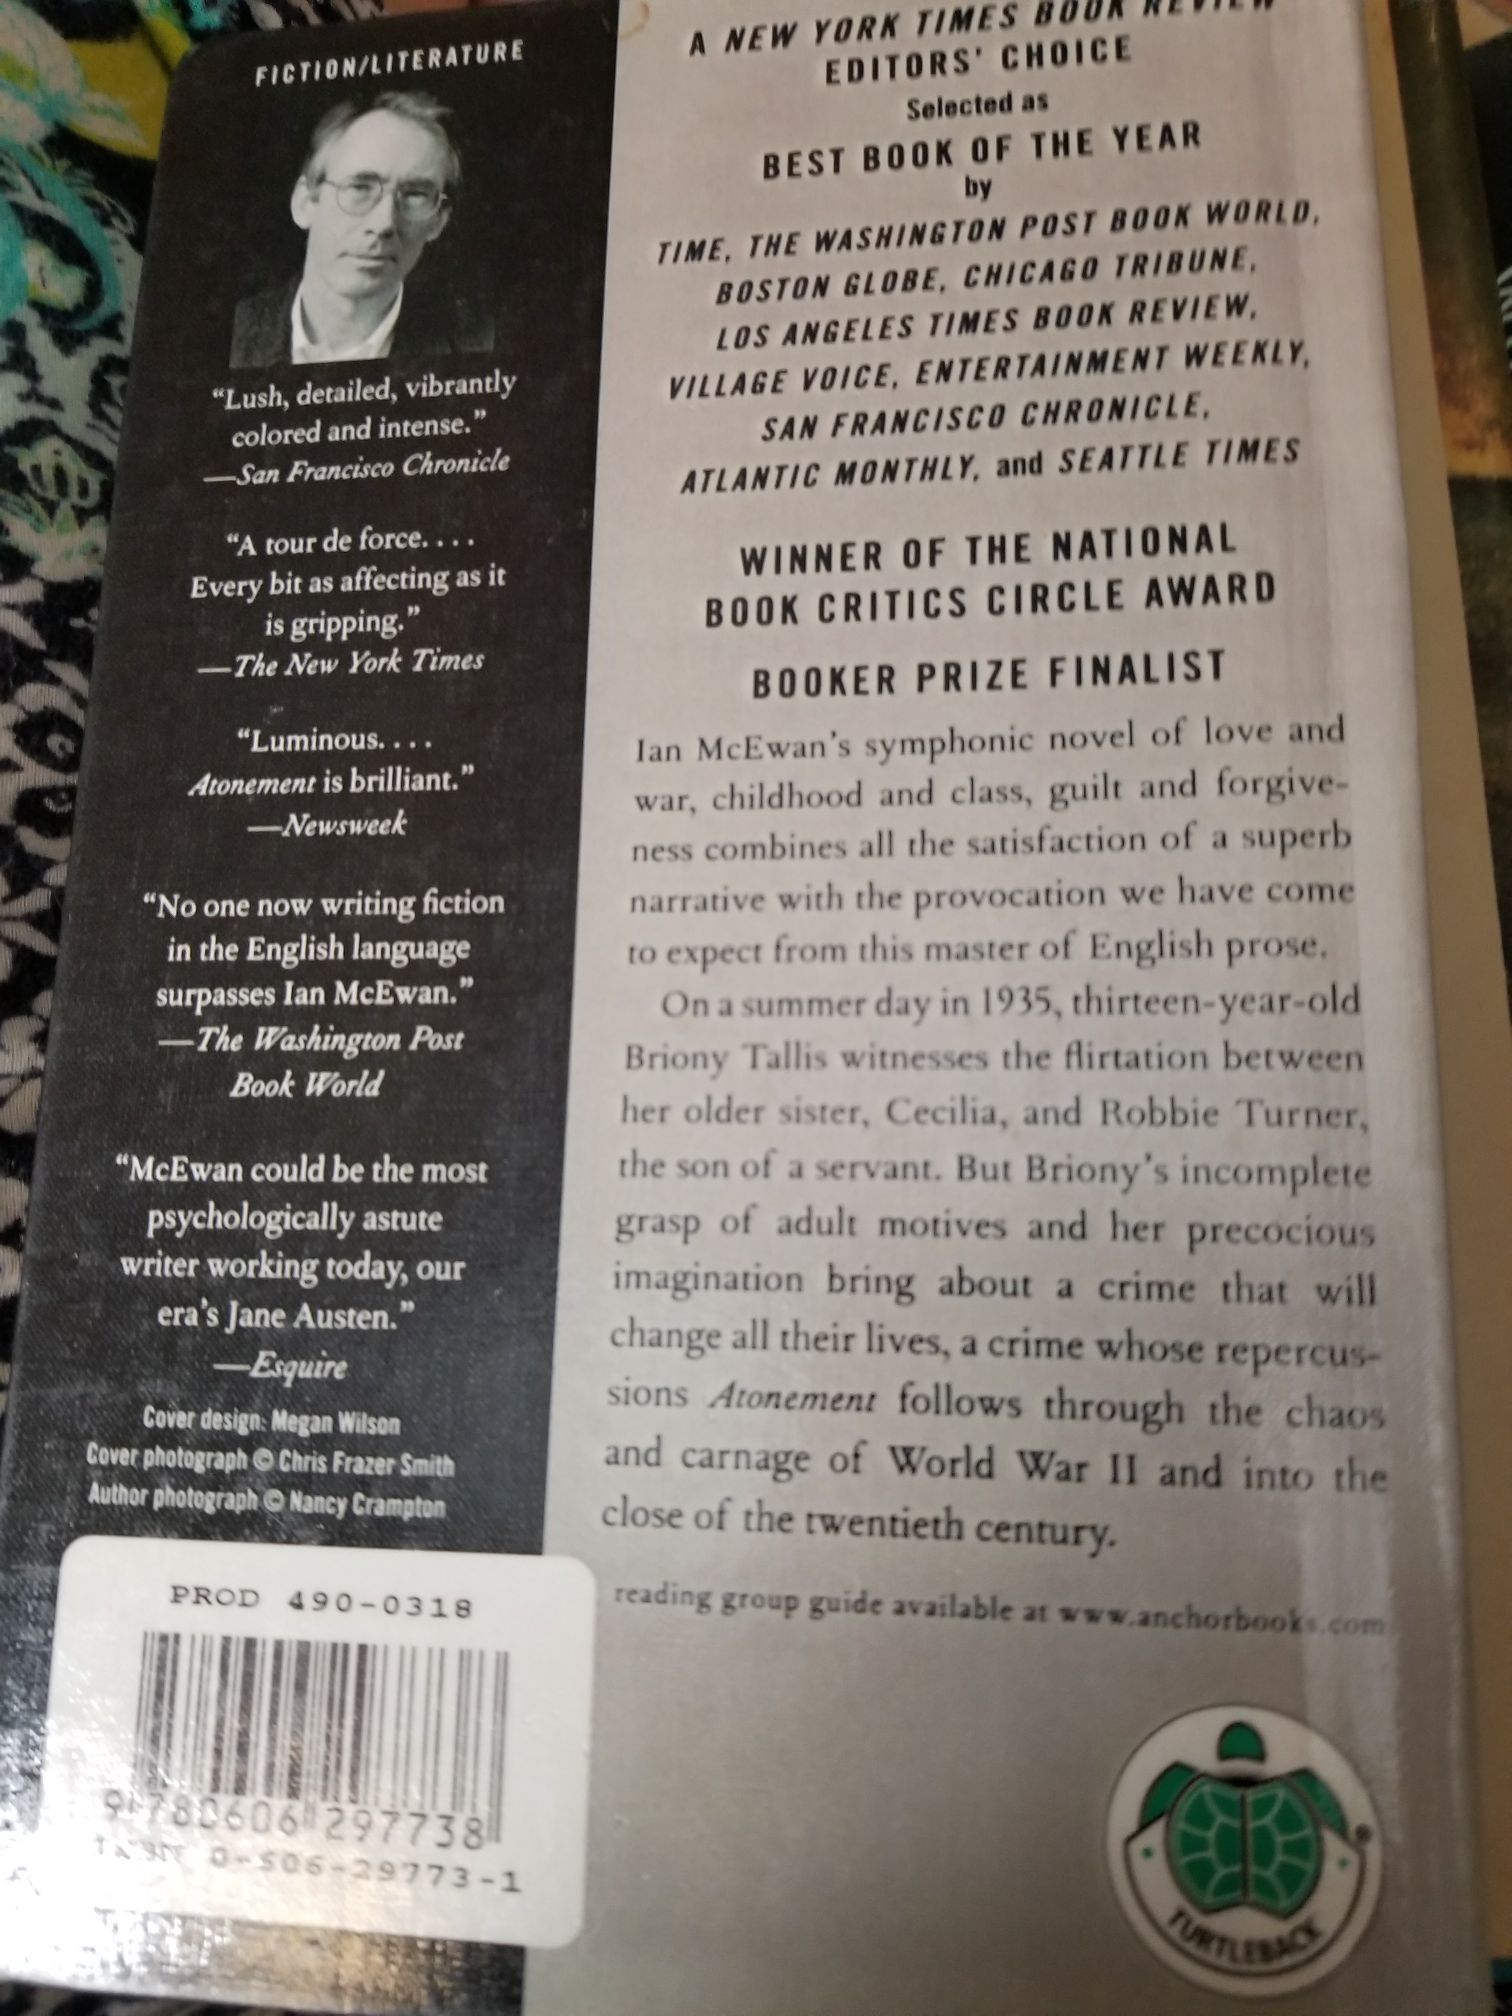 FICTION/LITERATURE
"Lush, detailed, vibrantly
colored and intense."
—San Francisco Chronicle
"A tour de force. . . .
Every bit as affecting as it
is gripping."
—The New York Times
"Luminous. . . .
Atonement is brilliant."
—Newsweek
"No one now writing fiction
in the English language
surpasses Ian McEwan."
—The Washington Post
Book World
"McEwan could be the most
psychologically astute
writer working today, our
era's Jane Austen."
—Esquire
Cover design: Megan Wilson
Cover photograph © Chris Frazer Smith
Author photograph © Nancy Crampton
PROD 490-0318
9 780606 297738
0-606-29773-1
A NEW YORK TIMES BOOK REVIEW
EDITORS' CHOICE
Selected as
BEST BOOK OF THE YEAR
by
TIME, THE WASHINGTON POST BOOK WORLD,
BOSTON GLOBE, CHICAGO TRIBUNE,
LOS ANGELES TIMES BOOK REVIEW,
VILLAGE VOICE, ENTERTAINMENT WEEKLY,
SAN FRANCISCO CHRONICLE,
ATLANTIC MONTHLY, and SEATTLE TIMES
WINNER OF THE NATIONAL
BOOK CRITICS CIRCLE AWARD
BOOKER PRIZE FINALIST
Ian McEwan's symphonic novel of love and
war, childhood and class, guilt and forgive-
ness combines all the satisfaction of a superb
narrative with the provocation we have come
to expect from this master of English prose.
On a summer day in 1935, thirteen-year-old
Briony Tallis witnesses the flirtation between
her older sister, Cecilia, and Robbie Turner,
the son of a servant. But Briony's incomplete
grasp of adult motives and her precocious
imagination bring about a crime that will
change all their lives, a crime whose repercus-
sions Atonement follows through the chaos
and carnage of World War II and into the
close of the twentieth century.
reading group guide available at www.anchorbooks.com
TURTLEBACK
®